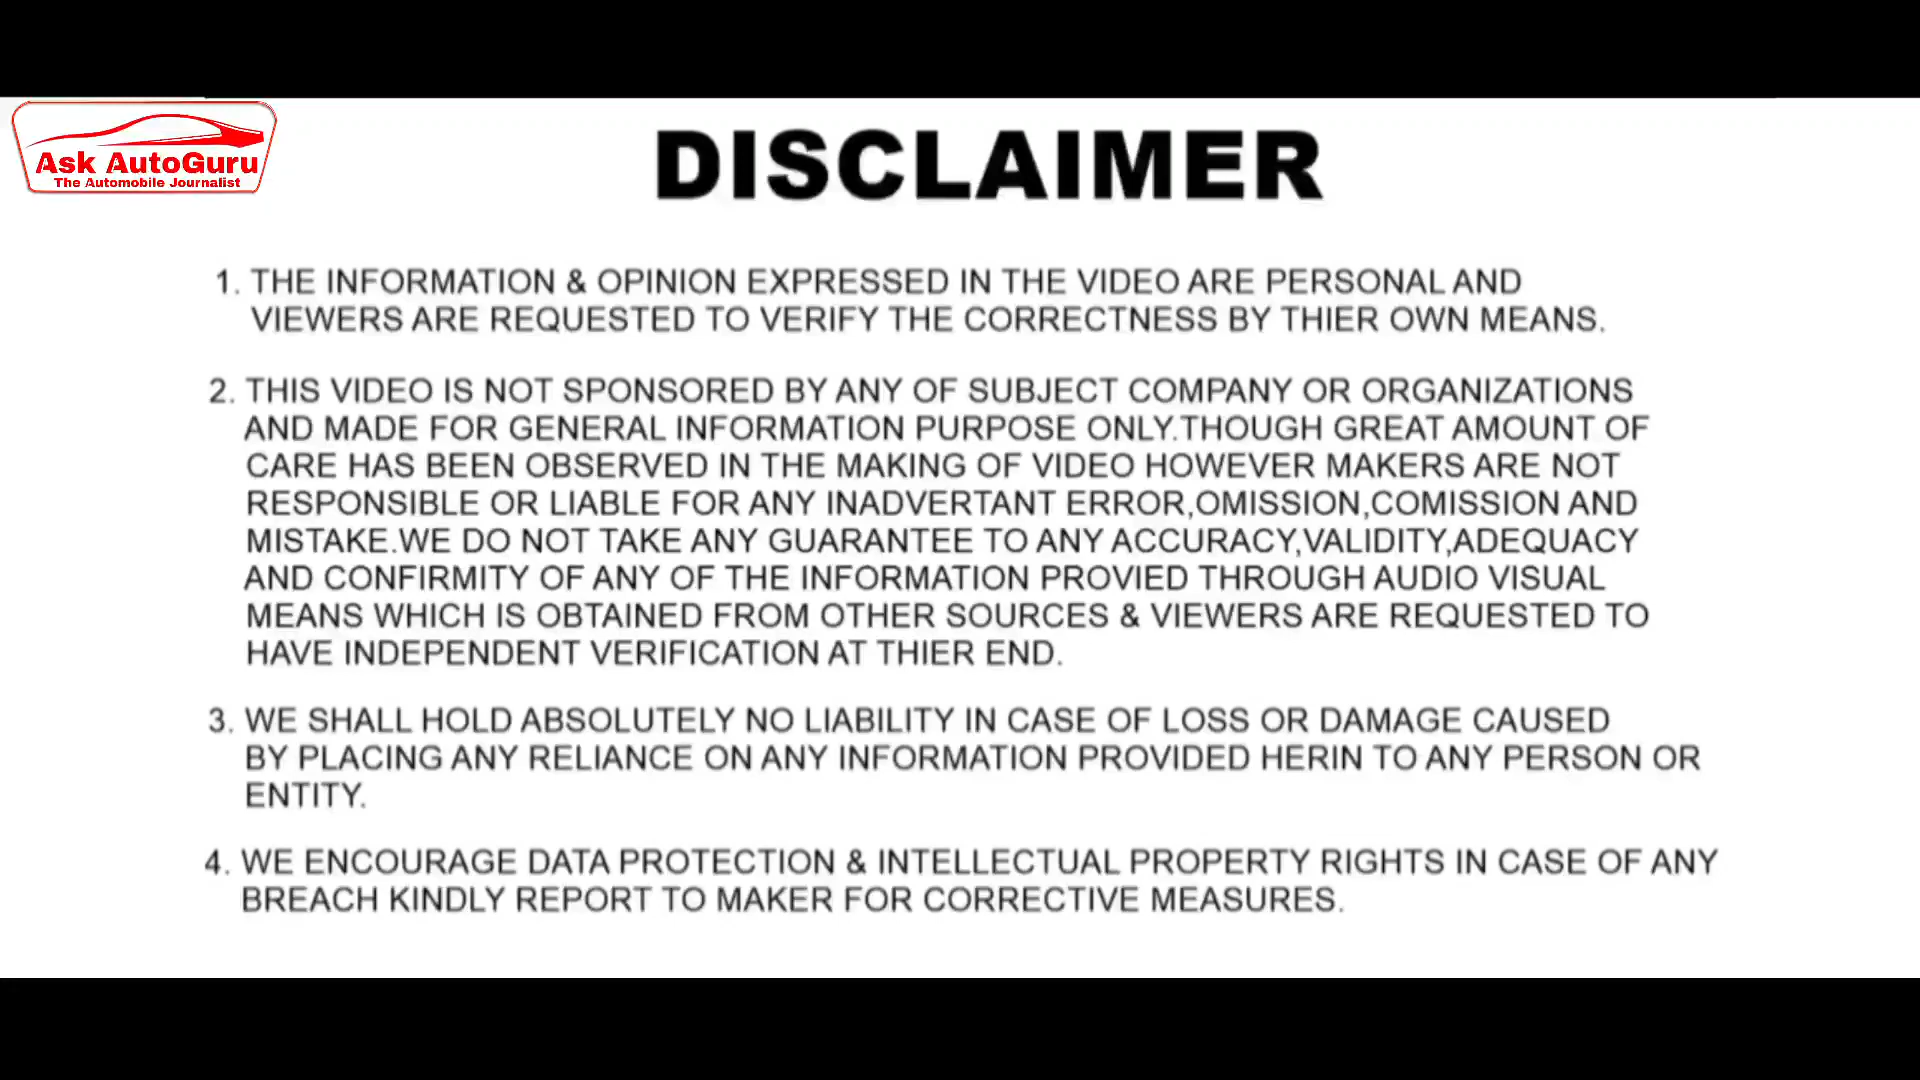 Ask AutoGuru
The Automobile Journalist
DISCLAIMER
1. THE INFORMATION & OPINION EXPRESSED IN THE VIDEO ARE PERSONAL AND
VIEWERS ARE REQUESTED TO VERIFY THE CORRECTNESS BY THIER OWN MEANS.
2. THIS VIDEO IS NOT SPONSORED BY ANY OF SUBJECT COMPANY OR ORGANIZATIONS
AND MADE FOR GENERAL INFORMATION PURPOSE ONLY.THOUGH GREAT AMOUNT OF
CARE HAS BEEN OBSERVED IN THE MAKING OF VIDEO HOWEVER MAKERS ARE NOT
RESPONSIBLE OR LIABLE FOR ANY INADVERTANT ERROR,OMISSION,COMISSION AND
MISTAKE.WE DO NOT TAKE ANY GUARANTEE TO ANY ACCURACY,VALIDITY,ADEQUACY
AND CONFIRMITY OF ANY OF THE INFORMATION PROVIED THROUGH AUDIO VISUAL
MEANS WHICH IS OBTAINED FROM OTHER SOURCES & VIEWERS ARE REQUESTED TO
HAVE INDEPENDENT VERIFICATION AT THIER END.
3. WE SHALL HOLD ABSOLUTELY NO LIABILITY IN CASE OF LOSS OR DAMAGE CAUSED
BY PLACING ANY RELIANCE ON ANY INFORMATION PROVIDED HERIN TO ANY PERSON OR
ENTITY.
4. WE ENCOURAGE DATA PROTECTION & INTELLECTUAL PROPERTY RIGHTS IN CASE OF ANY
BREACH KINDLY REPORT TO MAKER FOR CORRECTIVE MEASURES.